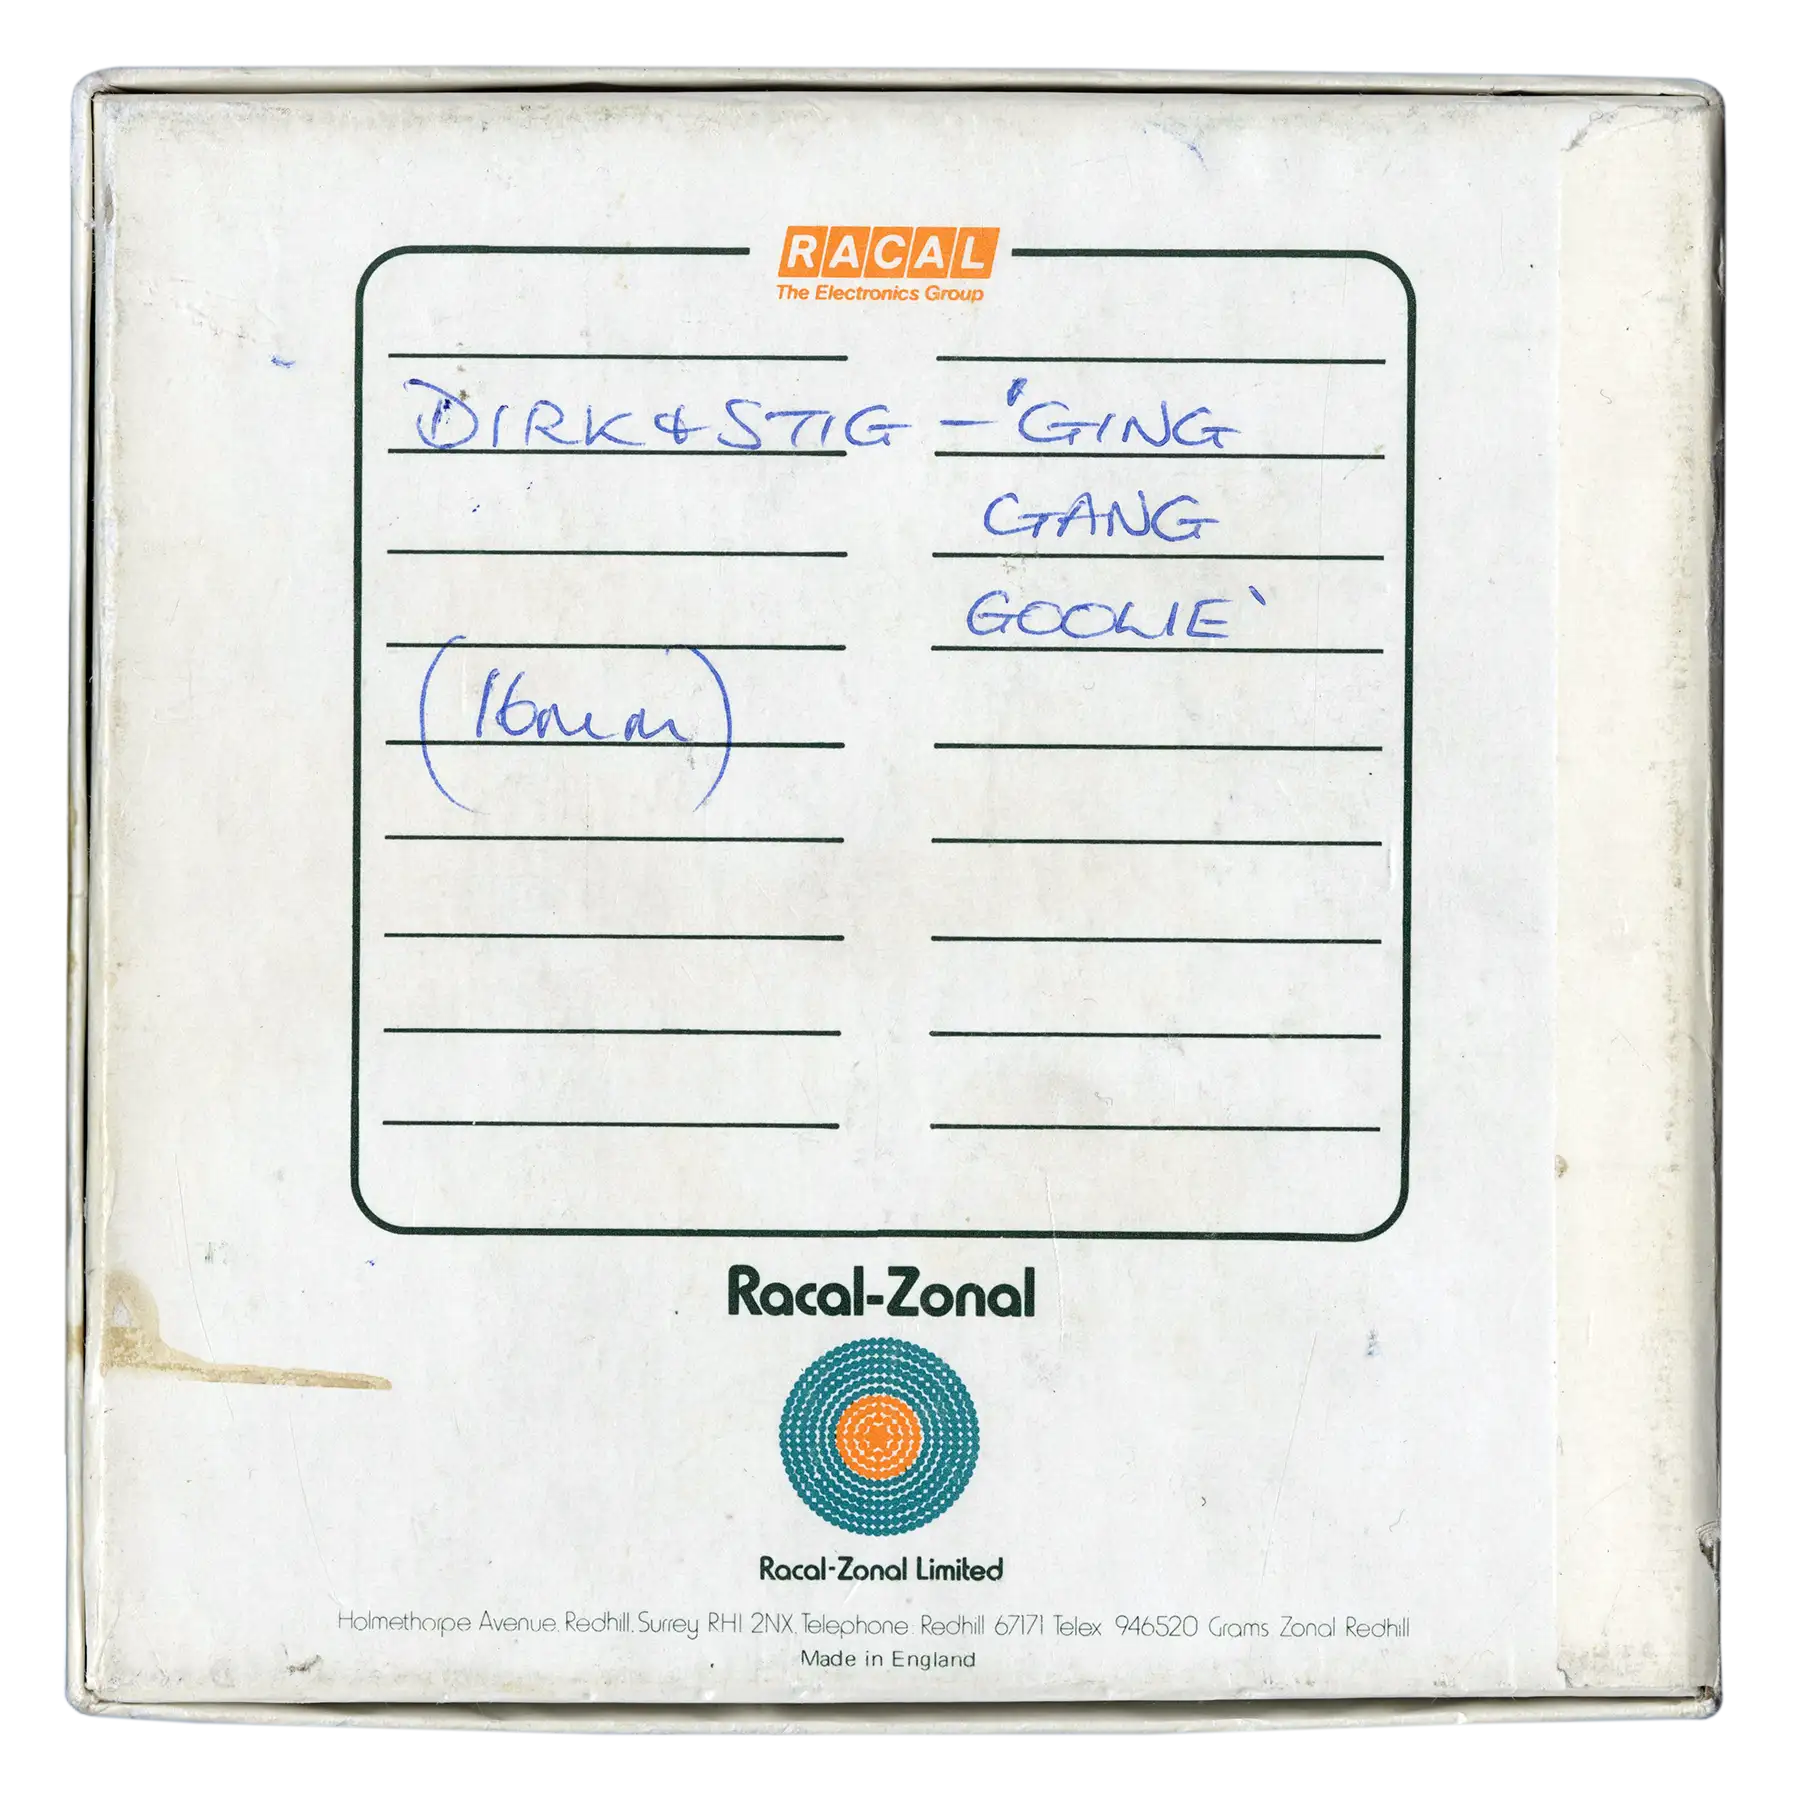 RACAL
The Electronics Group
DIRK & STIG - 'GING
GANG
GOOLIE'
(16mm)
Racal-Zonal
Racal-Zonal Limited
Holmethorpe Avenue. Redhill. Surrey RH1 2NX. Telephone: Redhill 67171 Telex 946520 Grams Zonal Redhill
Made in England